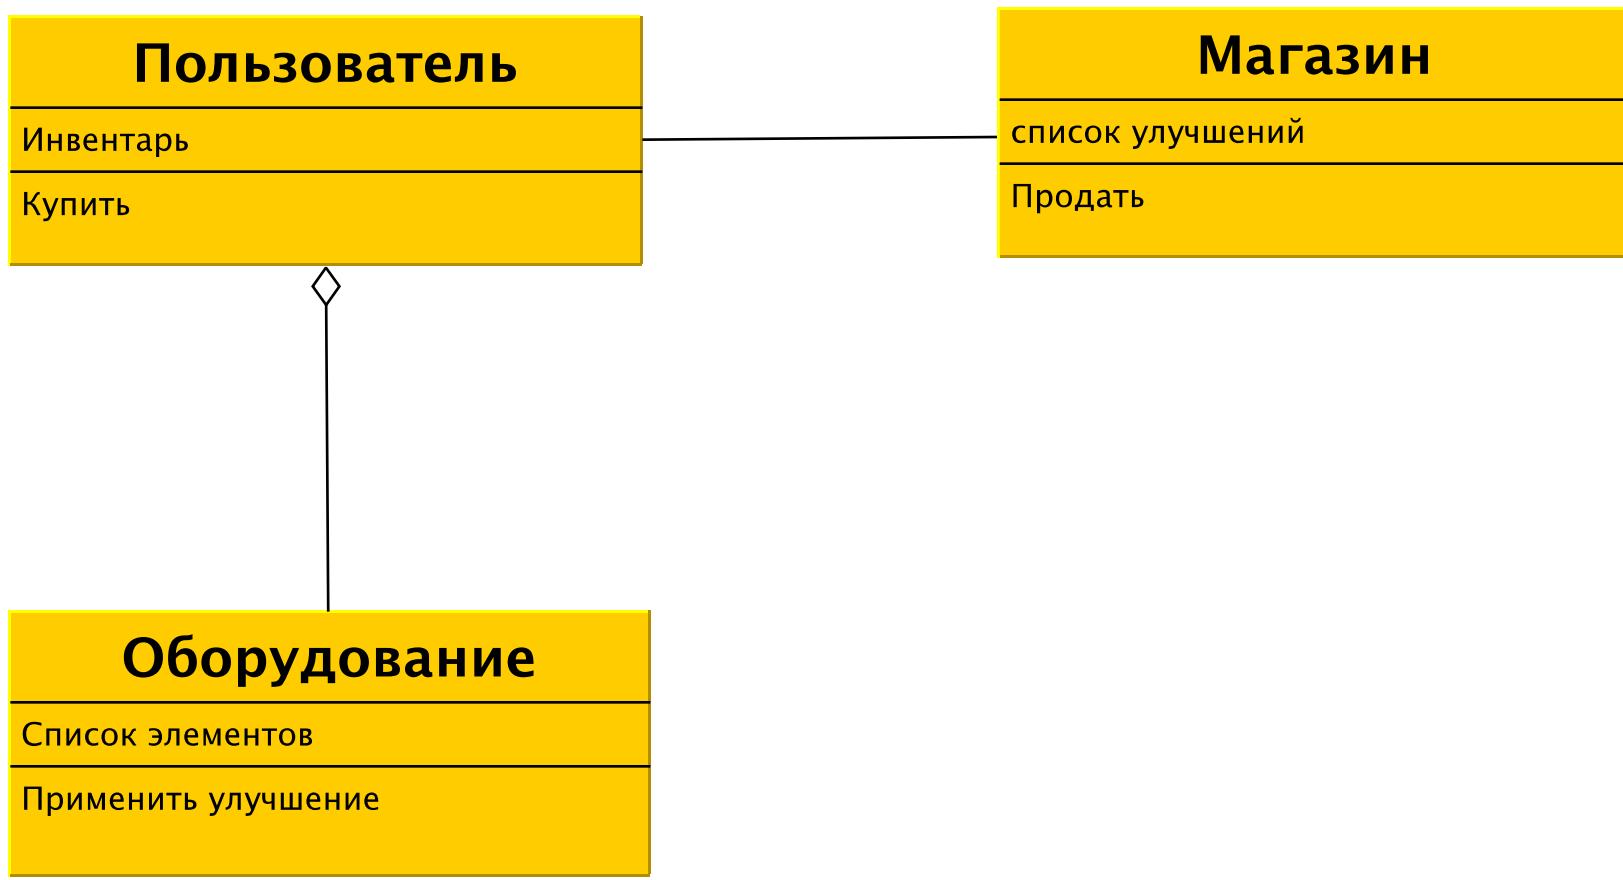 Пользователь
Инвентарь
Купить
Магазин
список улучшений
Продать
Оборудование
Список элементов
Применить улучшение